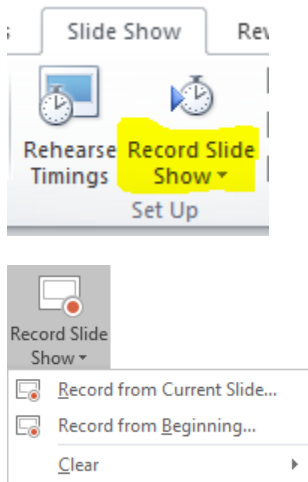 Slide Show Rev
Rehearse Record Slide
Timings Show
Set Up
Record Slide
Show
Record from Current Slide...
Record from Beginning...
Clear